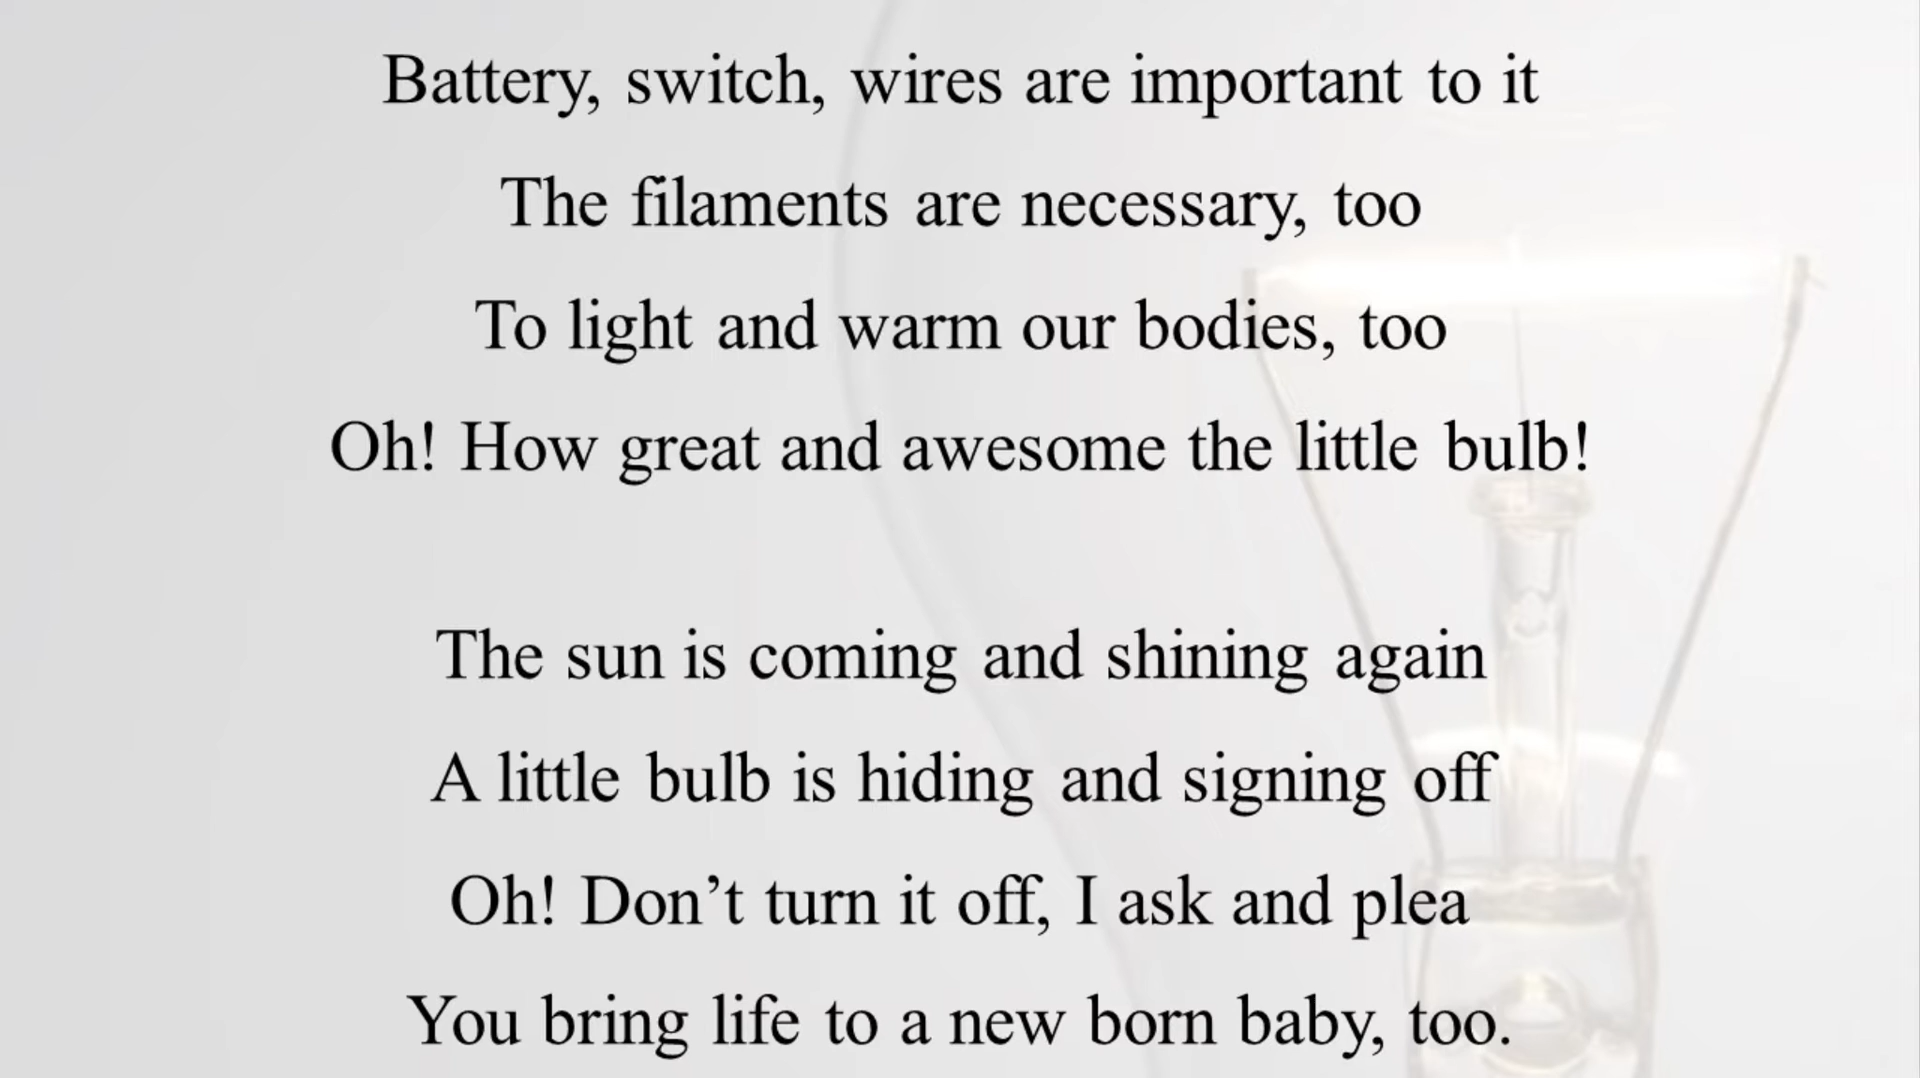 Battery, switch, wires are important to it
The filaments are necessary, too
To light and warm our bodies, too
Oh! How great and awesome the little bulb!
The sun is coming and shining again
A little bulb is hiding and signing off
Oh! Don’t turn it off, I ask and plea
You bring life to a new born baby, too.